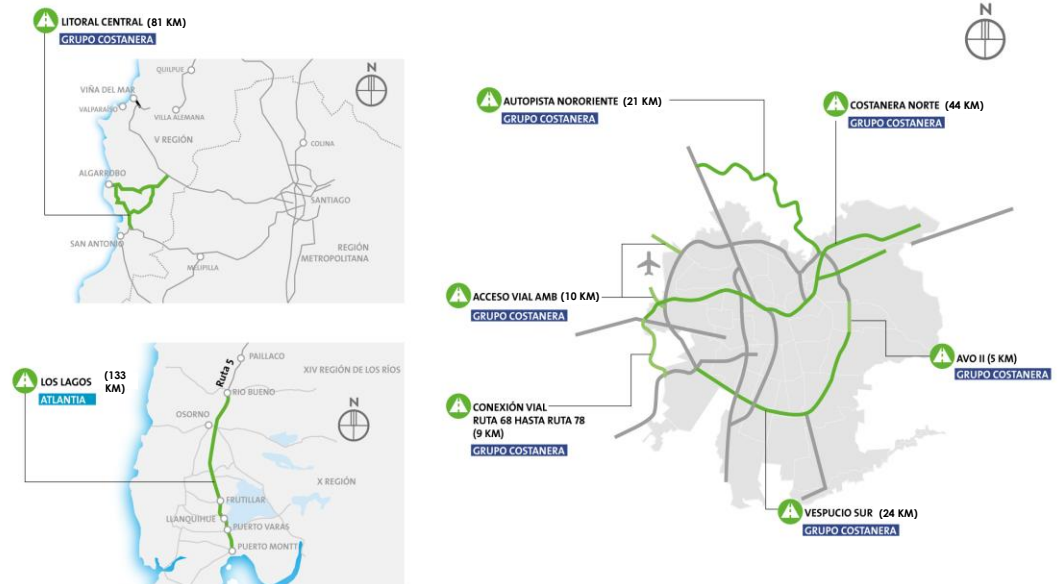 LITORAL CENTRAL (81 KM)
GRUPO COSTANERA
N
QUILPUE
VIÑA DEL MAR
VALPARAÍSO
VILLA ALEMANA
V REGIÓN
COLINA
ALGARROBO
SANTIAGO
SAN ANTONIO
REGIÓN
METROPOLITANA
MELIPILLA
LOS LAGOS (133
KM)
ATLANTIA
Ruta 5
PAILLACO
XIV REGIÓN DE LOS RÍOS
RIO BUENO
N
OSORNO
X REGIÓN
FRUTILLAR
LLANQUIHUE
PUERTO VARAS
PUERTO MONTT
N
AUTOPISTA NORORIENTE (21 KM)
GRUPO COSTANERA
COSTANERA NORTE (44 KM)
GRUPO COSTANERA
ACCESO VIAL AMB (10 KM)
GRUPO COSTANERA
AVO II (5 KM)
GRUPO COSTANERA
CONEXIÓN VIAL
RUTA 68 HASTA RUTA 78
(9 KM)
GRUPO COSTANERA
VESPUCIO SUR (24 KM)
GRUPO COSTANERA